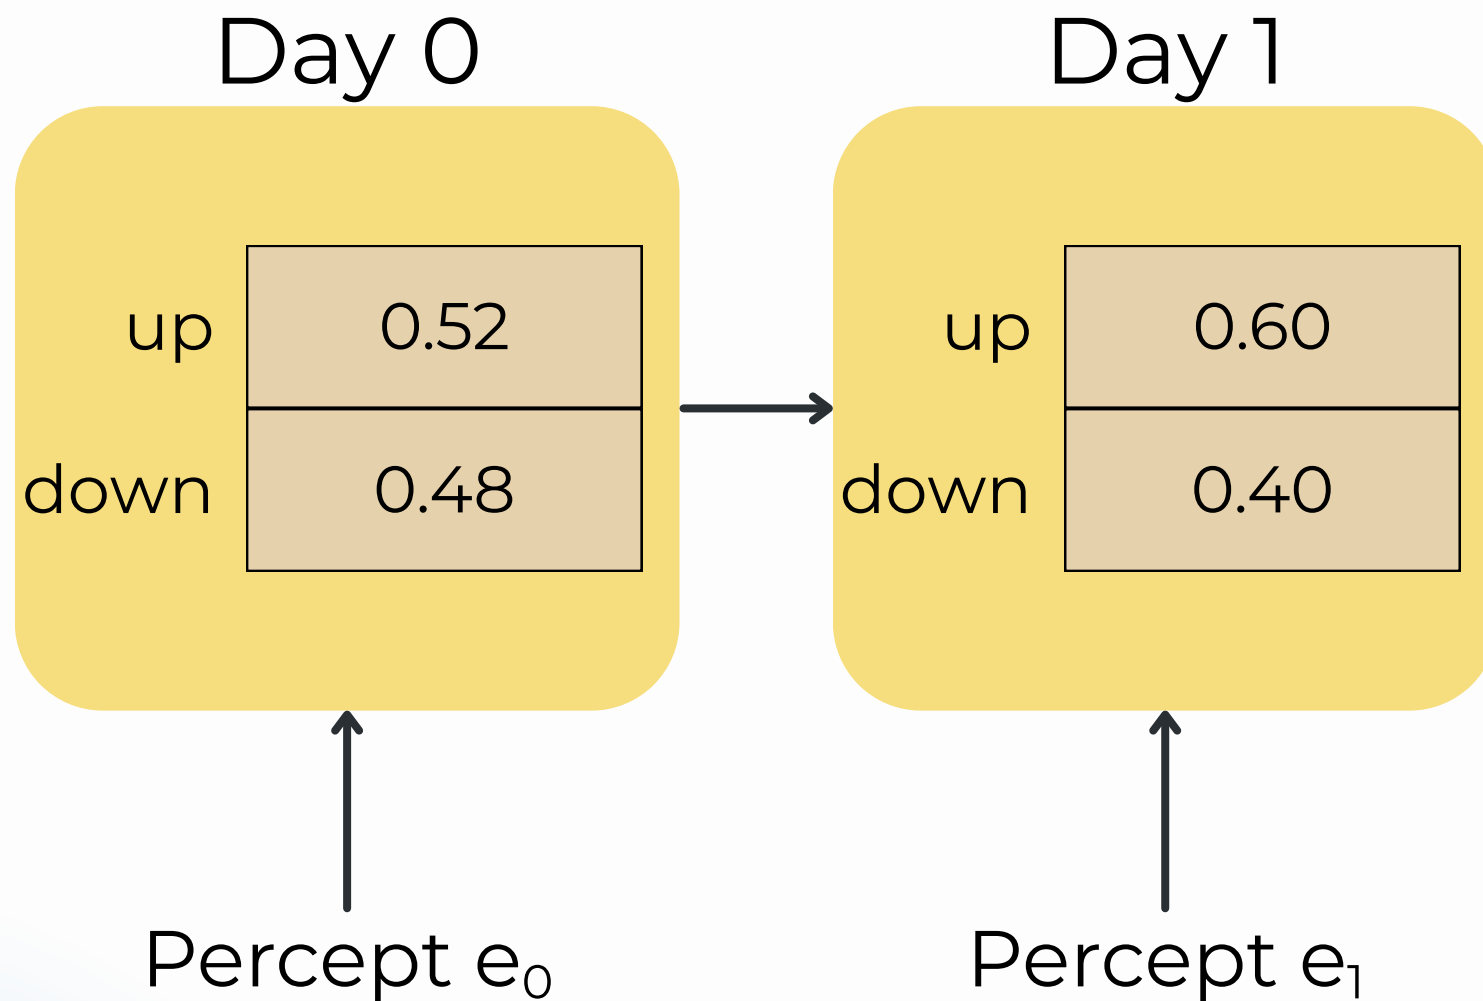 Day 0
up 0.52
down 0.48
Percept e₀
Day 1
up 0.60
down 0.40
Percept e₁